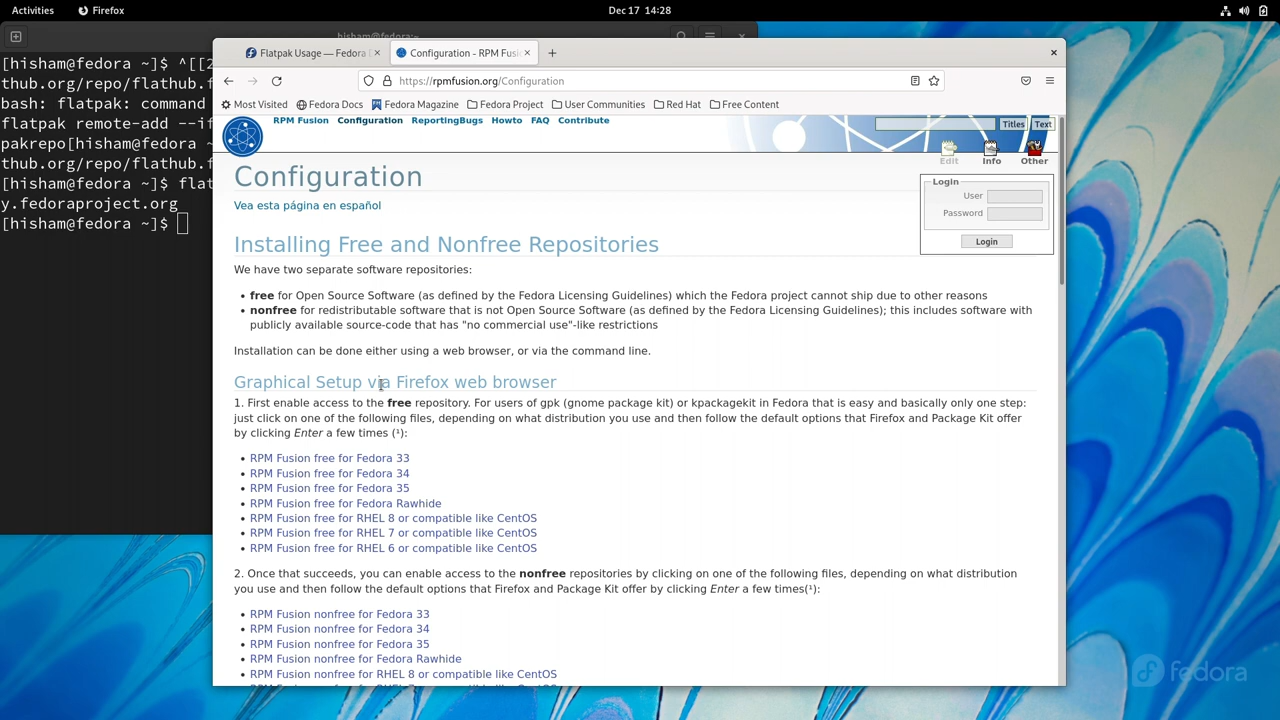 Activities
Firefox
Dec 17 14:28
hisham@fedora:~
[hisham@fedora ~]$ ^[[2
thub.org/repo/flathub.f
bash: flatpak: command
flatpak remote-add --if
pakrepo[hisham@fedora ~
thub.org/repo/flathub.f
[hisham@fedora ~]$ flat
y.fedoraproject.org
[hisham@fedora ~]$
Flatpak Usage — Fedora
Configuration - RPM Fusi
https://rpmfusion.org/Configuration
Most Visited
Fedora Docs
Fedora Magazine
Fedora Project
User Communities
Red Hat
Free Content
RPM Fusion
Configuration
ReportingBugs
Howto
FAQ
Contribute
Titles
Text
Edit
Info
Other
Configuration
Login
User
Password
Login
Vea esta página en español
Installing Free and Nonfree Repositories
We have two separate software repositories:
• free for Open Source Software (as defined by the Fedora Licensing Guidelines) which the Fedora project cannot ship due to other reasons
• nonfree for redistributable software that is not Open Source Software (as defined by the Fedora Licensing Guidelines); this includes software with
publicly available source-code that has "no commercial use"-like restrictions
Installation can be done either using a web browser, or via the command line.
Graphical Setup via Firefox web browser
1. First enable access to the free repository. For users of gpk (gnome package kit) or kpackagekit in Fedora that is easy and basically only one step:
just click on one of the following files, depending on what distribution you use and then follow the default options that Firefox and Package Kit offer
by clicking Enter a few times (¹):
• RPM Fusion free for Fedora 33
• RPM Fusion free for Fedora 34
• RPM Fusion free for Fedora 35
• RPM Fusion free for Fedora Rawhide
• RPM Fusion free for RHEL 8 or compatible like CentOS
• RPM Fusion free for RHEL 7 or compatible like CentOS
• RPM Fusion free for RHEL 6 or compatible like CentOS
2. Once that succeeds, you can enable access to the nonfree repositories by clicking on one of the following files, depending on what distribution
you use and then follow the default options that Firefox and Package Kit offer by clicking Enter a few times(¹):
• RPM Fusion nonfree for Fedora 33
• RPM Fusion nonfree for Fedora 34
• RPM Fusion nonfree for Fedora 35
• RPM Fusion nonfree for Fedora Rawhide
• RPM Fusion nonfree for RHEL 8 or compatible like CentOS
fedora